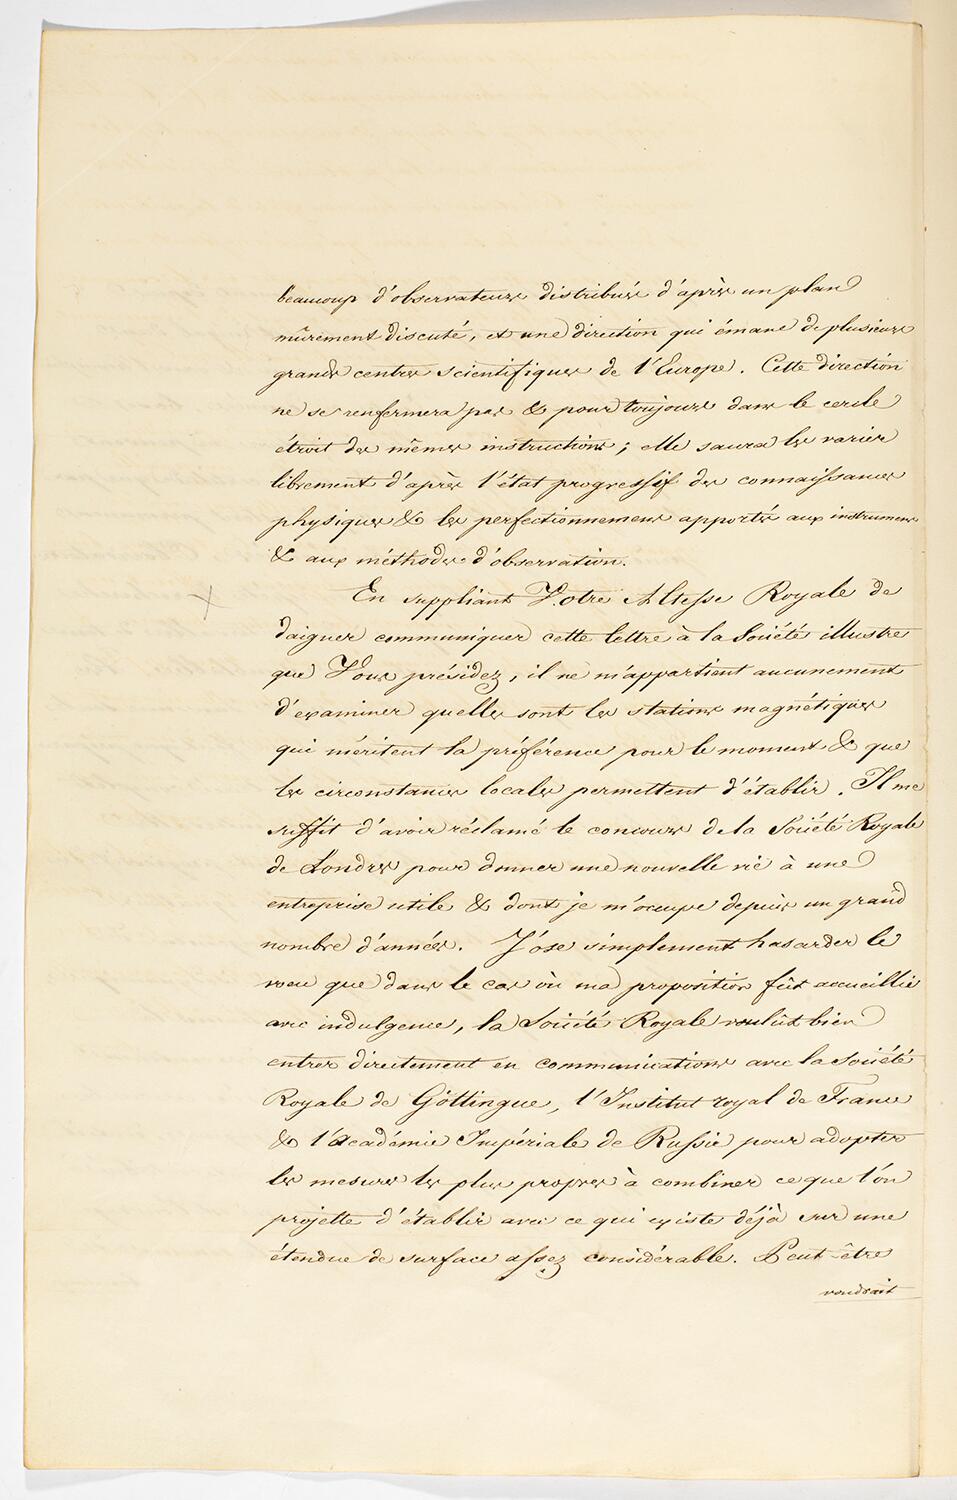 beaucoup d'observateurs distribués d'après un plan
mûrement discuté, et une direction qui émane de plusieurs
grands centres scientifiques de l'Europe. Cette direction
ne se renfermera pas & pour toujours dans le cercle
étroit des mêmes instructions; elle saura les varier
librement d'après l'état progressif des connaissances
physiques & les perfectionnemens apportés aux instrumens
& aux méthodes d'observation.
En suppliant Votre Altesse Royale de
daigner communiquer cette lettre à la Société illustre
que Vous présidez, il ne m'appartient aucunement
d'examiner quelles sont les stations magnétiques
qui méritent la préférence pour le moment & que
les circonstances locales permettent d'établir. Il me
suffit d'avoir réclamé le concours de la Société Royale
de Londres pour donner une nouvelle vie à une
entreprise utile & dont je m'occupe depuis un grand
nombre d'années. J'ose simplement hasarder le
voeu que dans le cas où ma proposition fût accueillie
avec indulgence, la Société Royale voulût bien
entrer directement en communications avec la Société
Royale de Göttingue, l'Institut royal de France
& l'Académie Impériale de Russie pour adopter
les mesures les plus propres à combiner ce que l'on
projette d'établir avec ce qui existe déjà sur une
étendue de surface assez considérable. Peut-être
voudrait